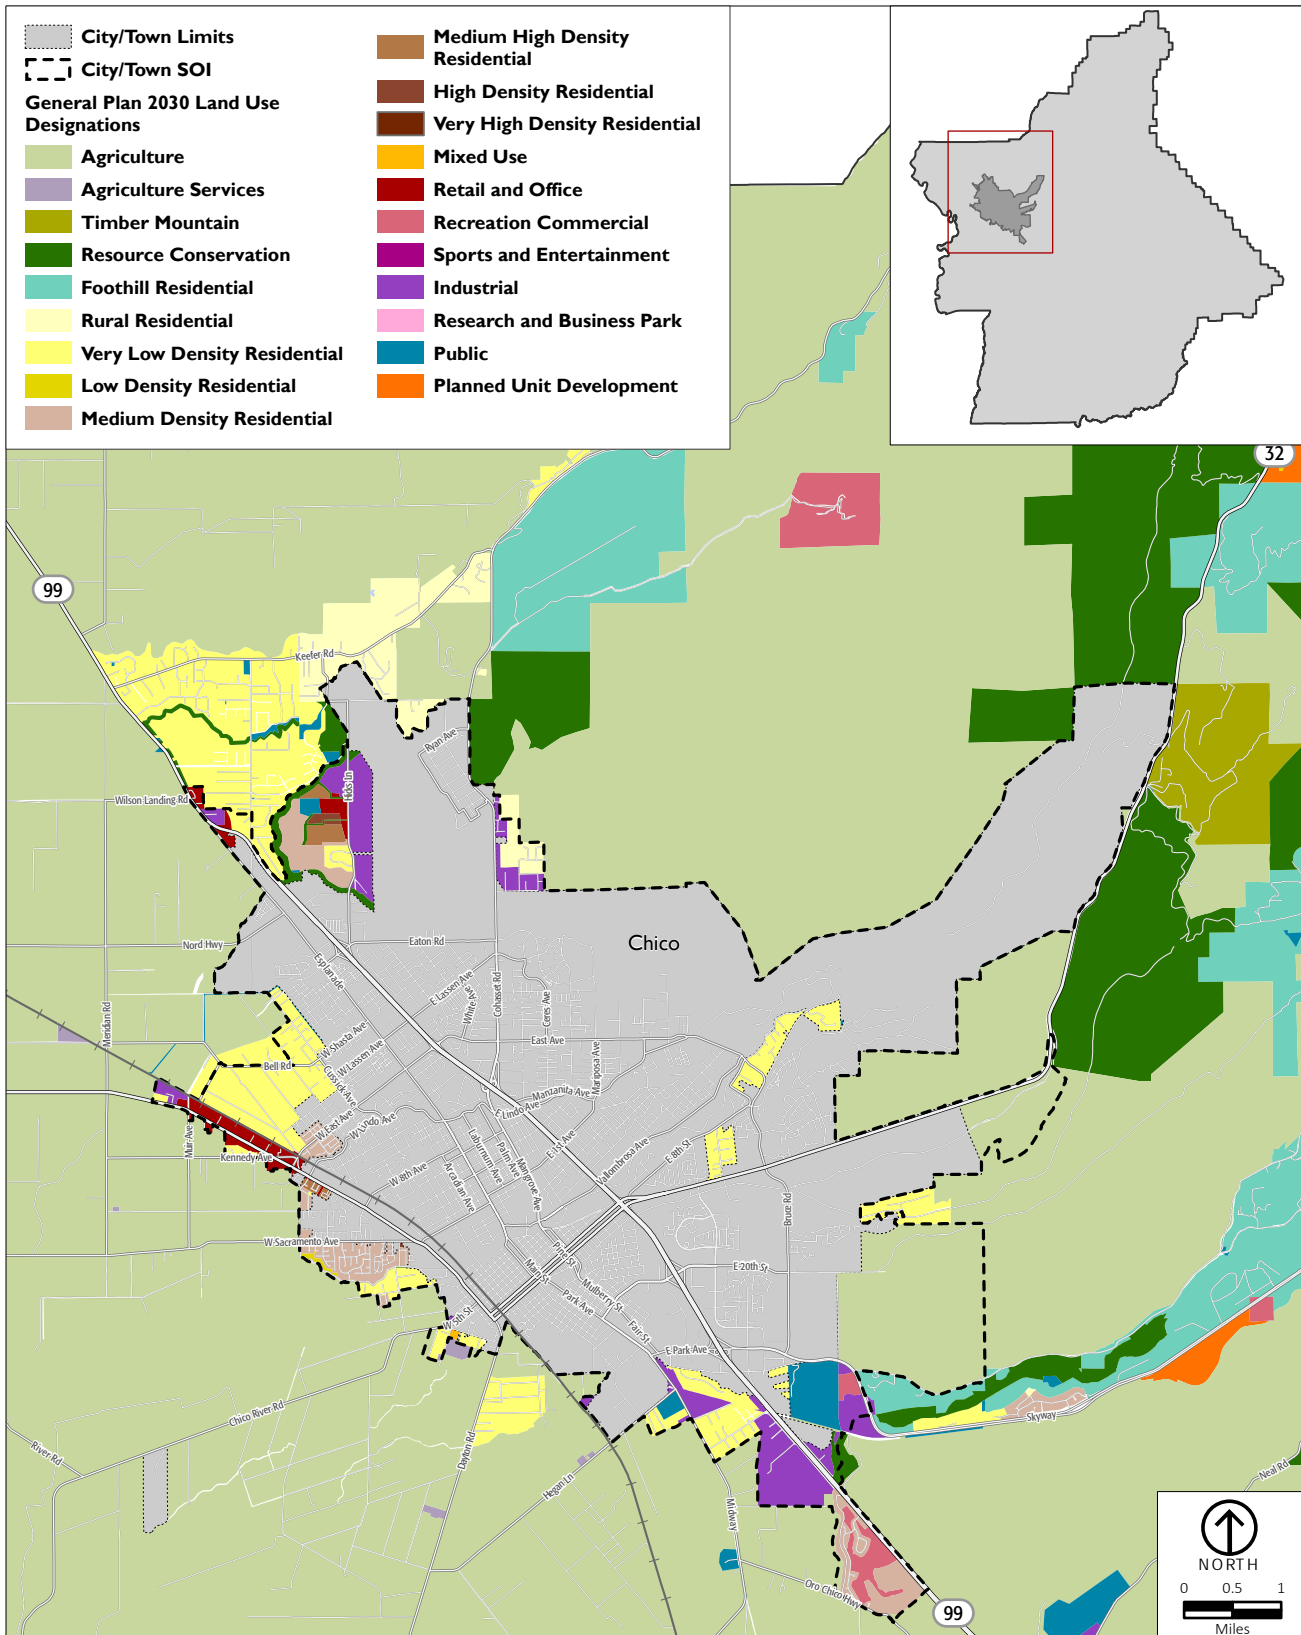 City/Town Limits
City/Town SOI
General Plan 2030 Land Use
Designations
Agriculture
Agriculture Services
Timber Mountain
Resource Conservation
Foothill Residential
Rural Residential
Very Low Density Residential
Low Density Residential
Medium Density Residential
Medium High Density
Residential
High Density Residential
Very High Density Residential
Mixed Use
Retail and Office
Recreation Commercial
Sports and Entertainment
Industrial
Research and Business Park
Public
Planned Unit Development
32
99
Keefer Rd
Ryan Ave
Hicks Ln
Wilson Landing Rd
Nord Hwy
Eaton Rd
Chico
Esplanade
E Lassen Ave
White Ave
Cohasset Rd
Ceres Ave
Meridian Rd
W Shasta Ave
W Lassen Ave
East Ave
Mariposa Ave
Bell Rd
Cussick Ave
Manzanita Ave
E Lindo Ave
W East Ave
W Lindo Ave
Muir Ave
Kennedy Ave
Laburnum Ave
Palm Ave
Mangrove Ave
E 1st Ave
Vallombrosa Ave
E 8th St
W 8th Ave
Arcadian Ave
Bruce Rd
W Sacramento Ave
Pine St
Main St
Mulberry St
E 20th St
Park Ave
Fair St
W 5th St
E Park Ave
Chico River Rd
Skyway
River Rd
Dayton Rd
Hegan Ln
Neal Rd
Midway
Oro Chico Hwy
99
NORTH
0 0.5 1
Miles